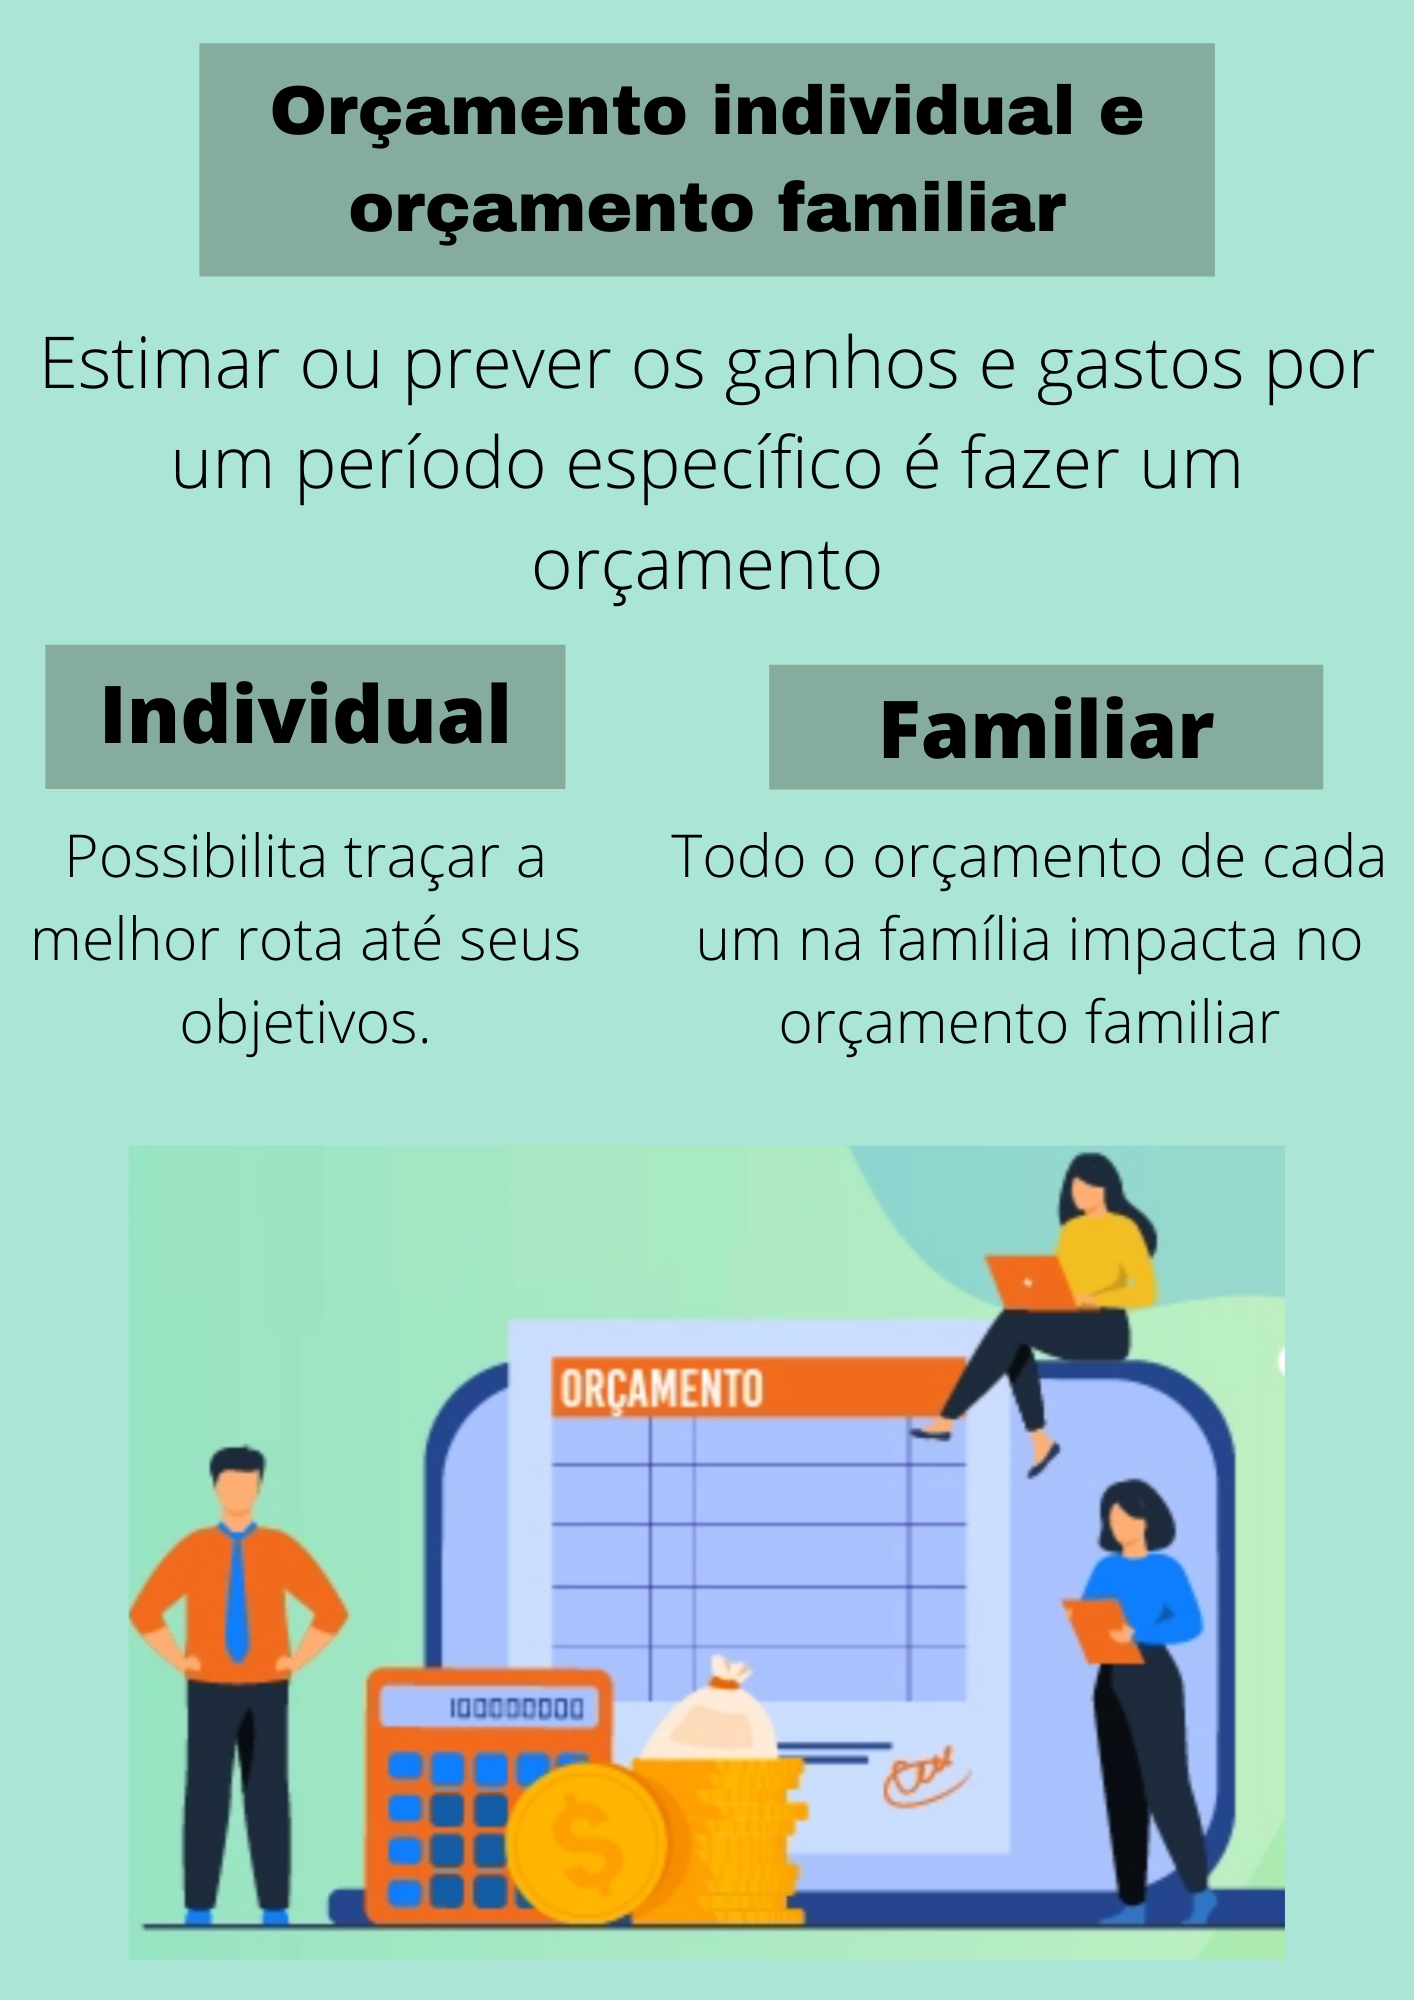 Orçamento individual e
orçamento familiar
Estimar ou prever os ganhos e gastos por
um período específico é fazer um
orçamento
Individual
Possibilita traçar a
melhor rota até seus
objetivos.
Familiar
Todo o orçamento de cada
um na família impacta no
orçamento familiar
ORÇAMENTO
100000000
$